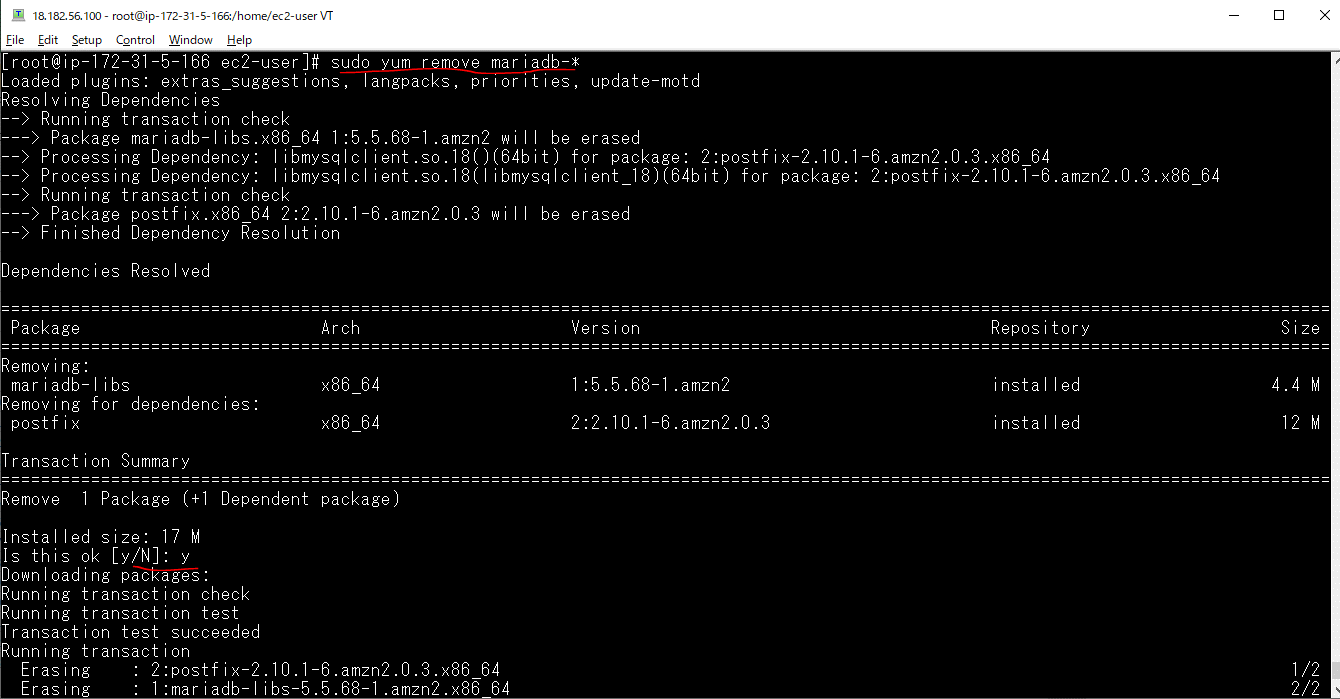 18.182.56.100 - root@ip-172-31-5-166:/home/ec2-user VT
File Edit Setup Control Window Help
[root@ip-172-31-5-166 ec2-user]# sudo yum remove mariadb-*
Loaded plugins: extras_suggestions, langpacks, priorities, update-motd
Resolving Dependencies
--> Running transaction check
---> Package mariadb-libs.x86_64 1:5.5.68-1.amzn2 will be erased
--> Processing Dependency: libmysqlclient.so.18()(64bit) for package: 2:postfix-2.10.1-6.amzn2.0.3.x86_64
--> Processing Dependency: libmysqlclient.so.18(libmysqlclient_18)(64bit) for package: 2:postfix-2.10.1-6.amzn2.0.3.x86_64
--> Running transaction check
---> Package postfix.x86_64 2:2.10.1-6.amzn2.0.3 will be erased
--> Finished Dependency Resolution
Dependencies Resolved
Package Arch Version Repository Size
Removing:
mariadb-libs x86_64 1:5.5.68-1.amzn2 installed 4.4 M
Removing for dependencies:
postfix x86_64 2:2.10.1-6.amzn2.0.3 installed 12 M
Transaction Summary
Remove 1 Package (+1 Dependent package)
Installed size: 17 M
Is this ok [y/N]: y
Downloading packages:
Running transaction check
Running transaction test
Transaction test succeeded
Running transaction
Erasing : 2:postfix-2.10.1-6.amzn2.0.3.x86_64 1/2
Erasing : 1:mariadb-libs-5.5.68-1.amzn2.x86_64 2/2